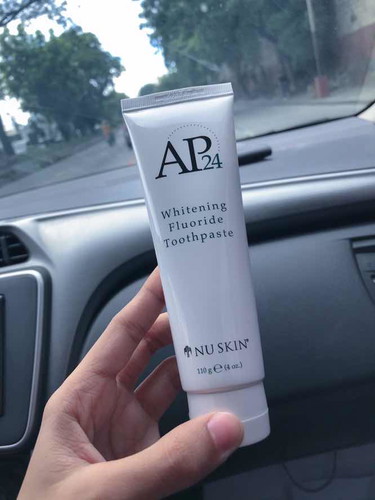 AP24
Whitening
Fluoride
Toothpaste
NU SKIN®
110 g ℮ (4 oz.)